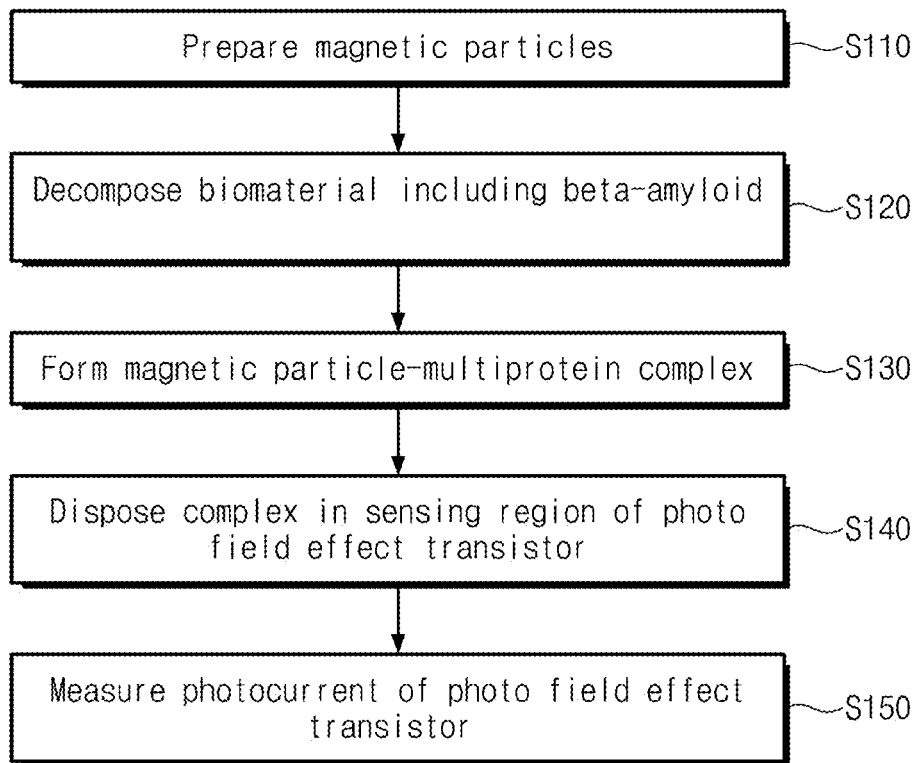 Prepare magnetic particles
S110
Decompose biomaterial including beta-amyloid
S120
Form magnetic particle-multiprotein complex
S130
Dispose complex in sensing region of photo
field effect transistor
S140
Measure photocurrent of photo field effect
transistor
S150